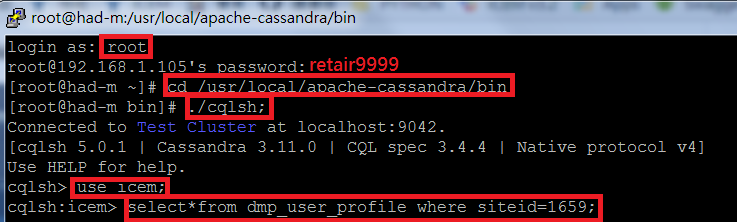 root@had-m:/usr/local/apache-cassandra/bin
login as: root
root@192.168.1.105's password: retair9999
[root@had-m ~]# cd /usr/local/apache-cassandra/bin
[root@had-m bin]# ./cqlsh;
Connected to Test Cluster at localhost:9042.
[cqlsh 5.0.1 | Cassandra 3.11.0 | CQL spec 3.4.4 | Native protocol v4]
Use HELP for help.
cqlsh> use icem;
cqlsh:icem> select*from dmp_user_profile where siteid=1659;